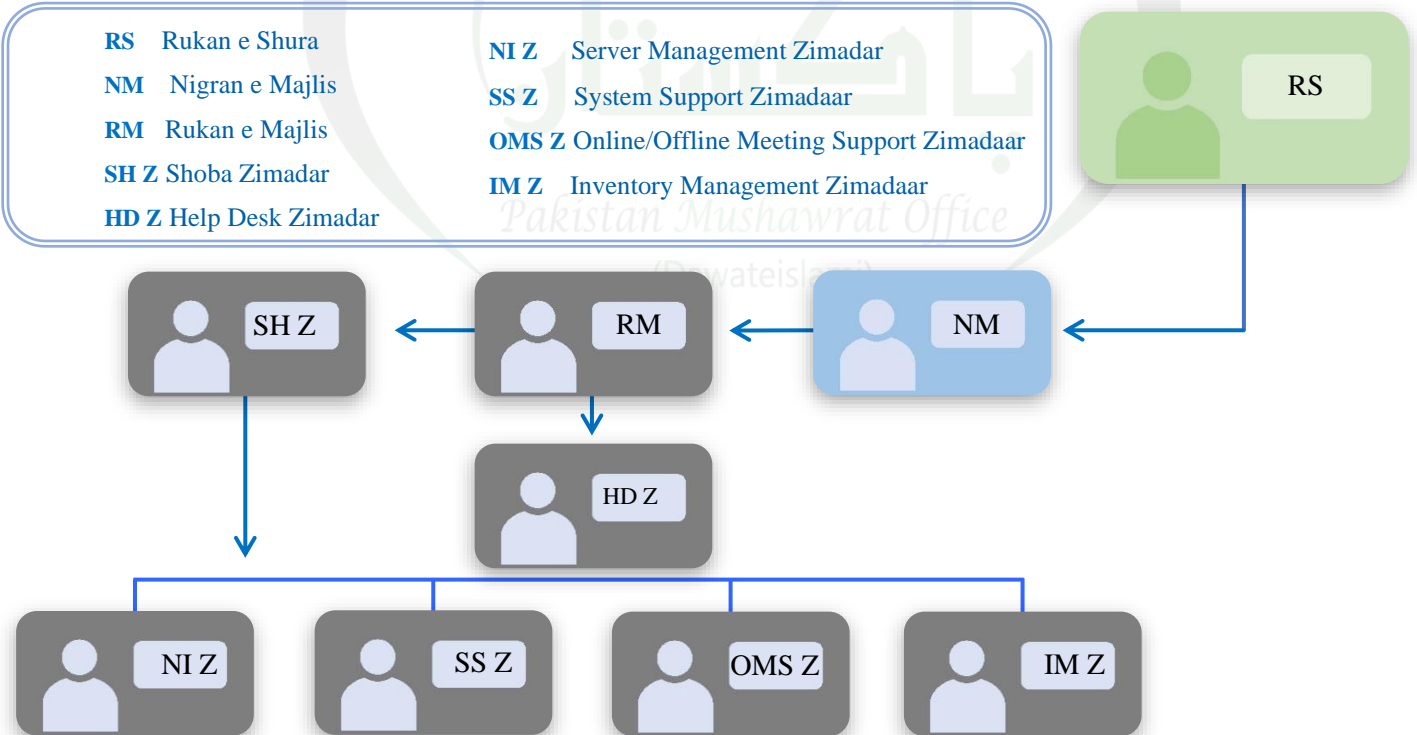 RS Rukan e Shura
NM Nigran e Majlis
RM Rukan e Majlis
SH Z Shoba Zimadar
HD Z Help Desk Zimadar
NI Z Server Management Zimadar
SS Z System Support Zimadaar
OMS Z Online/Offline Meeting Support Zimadaar
IM Z Inventory Management Zimadaar
پاکستان
Pakistan Mushawrat Office
(Dawateislami)
RS
SH Z
RM
NM
HD Z
NI Z
SS Z
OMS Z
IM Z